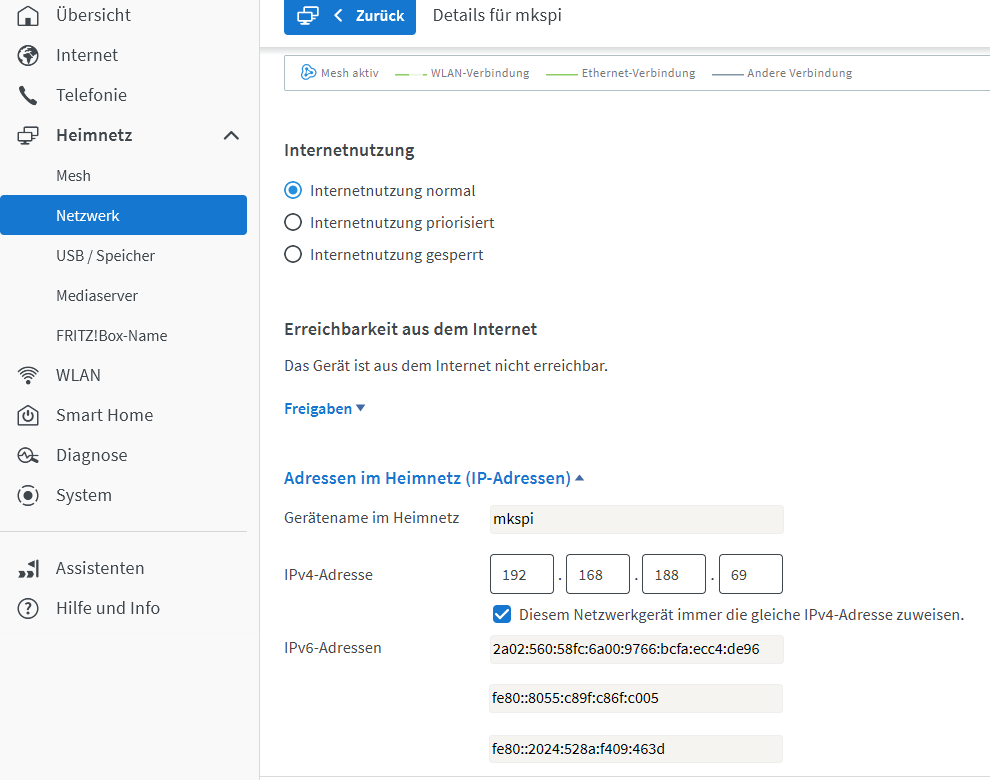 Übersicht
Internet
Telefonie
Heimnetz
Mesh
Netzwerk
USB / Speicher
Mediaserver
FRITZ!Box-Name
WLAN
Smart Home
Diagnose
System
Assistenten
Hilfe und Info
Zurück Details für mkspi
Mesh aktiv WLAN-Verbindung Ethernet-Verbindung Andere Verbindung
Internetnutzung
Internetnutzung normal
Internetnutzung priorisiert
Internetnutzung gesperrt
Erreichbarkeit aus dem Internet
Das Gerät ist aus dem Internet nicht erreichbar.
Freigaben
Adressen im Heimnetz (IP-Adressen)
Gerätename im Heimnetz mkspi
IPv4-Adresse 192 . 168 . 188 . 69
Diesem Netzwerkgerät immer die gleiche IPv4-Adresse zuweisen.
IPv6-Adressen 2a02:560:58fc:6a00:9766:bcfa:ecc4:de96
fe80::8055:c89f:c86f:c005
fe80::2024:528a:f409:463d